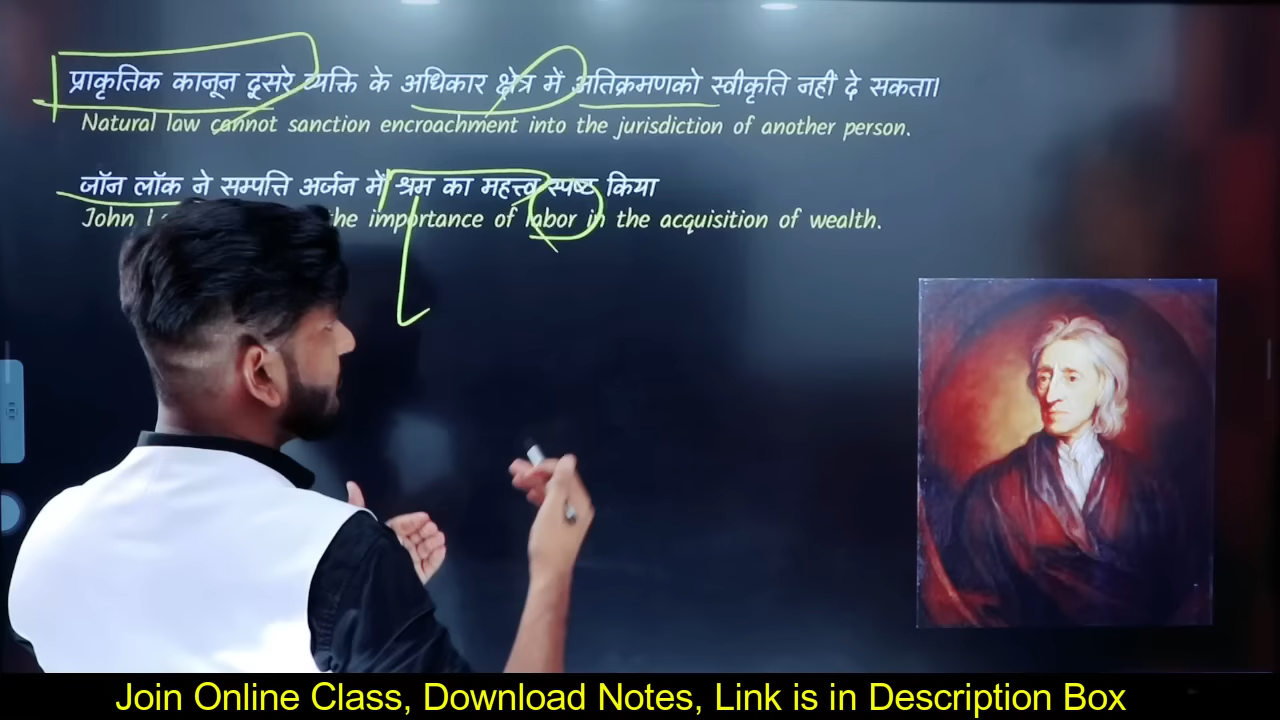 प्राकृतिक कानून दूसरे व्यक्ति के अधिकार क्षेत्र में अतिक्रमणको स्वीकृति नहीं दे सकता।
Natural law cannot sanction encroachment into the jurisdiction of another person.
जॉन लॉक ने सम्पत्ति अर्जन में श्रम का महत्त्व स्पष्ट किया
John the importance of labor in the acquisition of wealth.
Join Online Class, Download Notes, Link is in Description Box